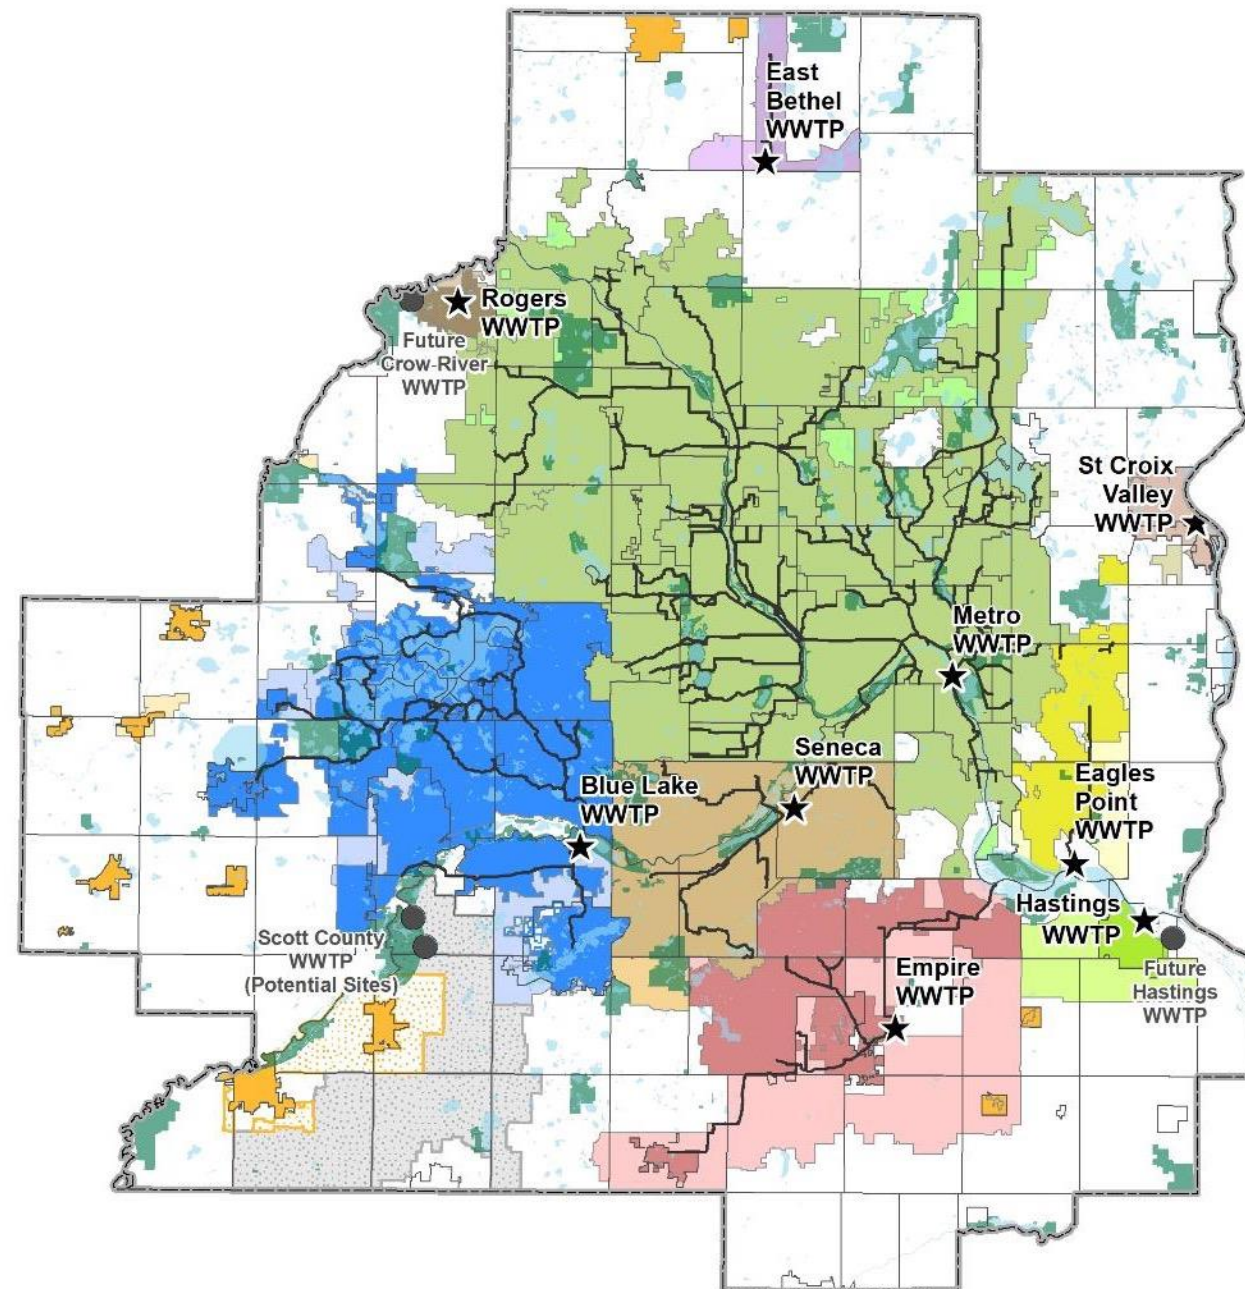 East
Bethel
WWTP
Rogers
WWTP
Future
Crow-River
WWTP
St Croix
Valley
WWTP
Metro
WWTP
Seneca
WWTP
Blue Lake
WWTP
Eagles
Point
WWTP
Hastings
WWTP
Scott County
WWTP
(Potential Sites)
Empire
WWTP
Future
Hastings
WWTP